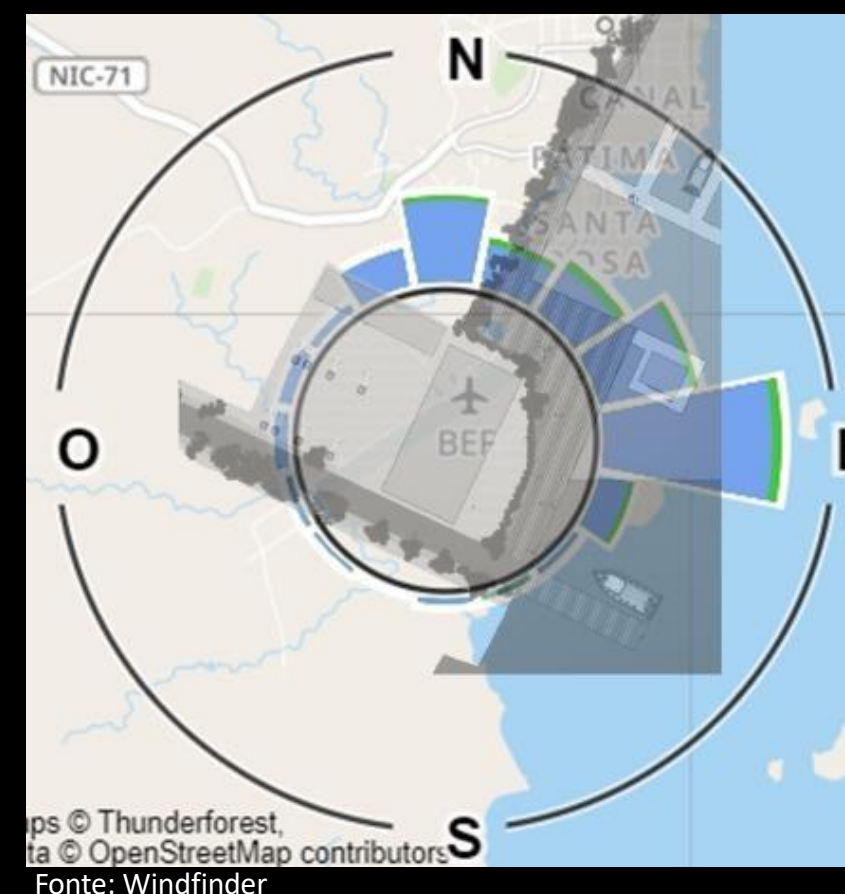 N
NIC-71
CANAL
FATIMA
SANTA
ROSA
BEF
O
S
ps © Thunderforest,
ta © OpenStreetMap contributors
Fonte: Windfinder